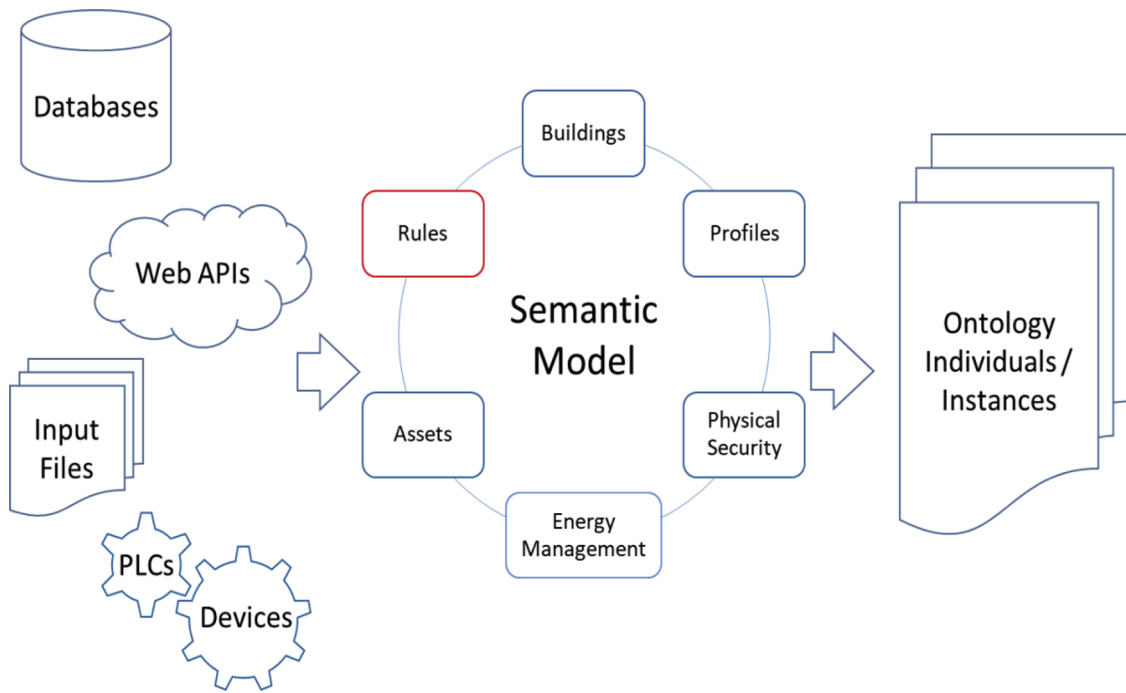 Databases
Web APIs
Input
Files
PLCs
Devices
Buildings
Rules
Profiles
Semantic
Model
Assets
Physical
Security
Energy
Management
Ontology
Individuals /
Instances